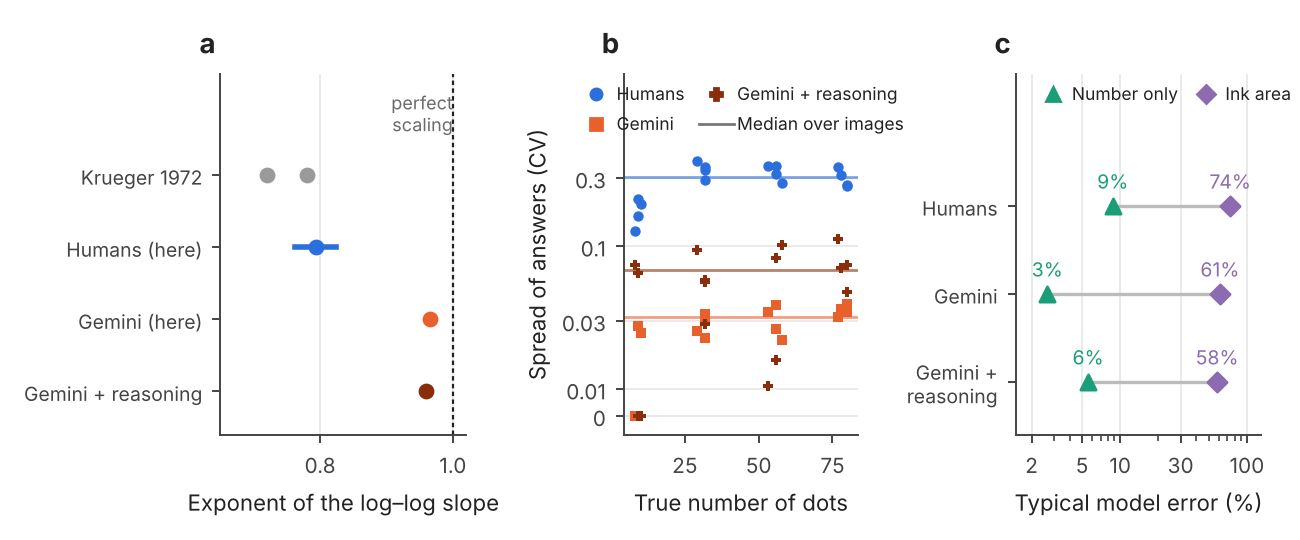 a
perfect
scaling
Krueger 1972
Humans (here)
Gemini (here)
Gemini + reasoning
0.8
1.0
Exponent of the log–log slope
b
Humans
Gemini + reasoning
Gemini
Median over images
Spread of answers (CV)
0.3
0.1
0.03
0.01
0
25
50
75
True number of dots
c
Number only
Ink area
Humans
9%
74%
Gemini
3%
61%
Gemini +
reasoning
6%
58%
2
5
10
30
100
Typical model error (%)